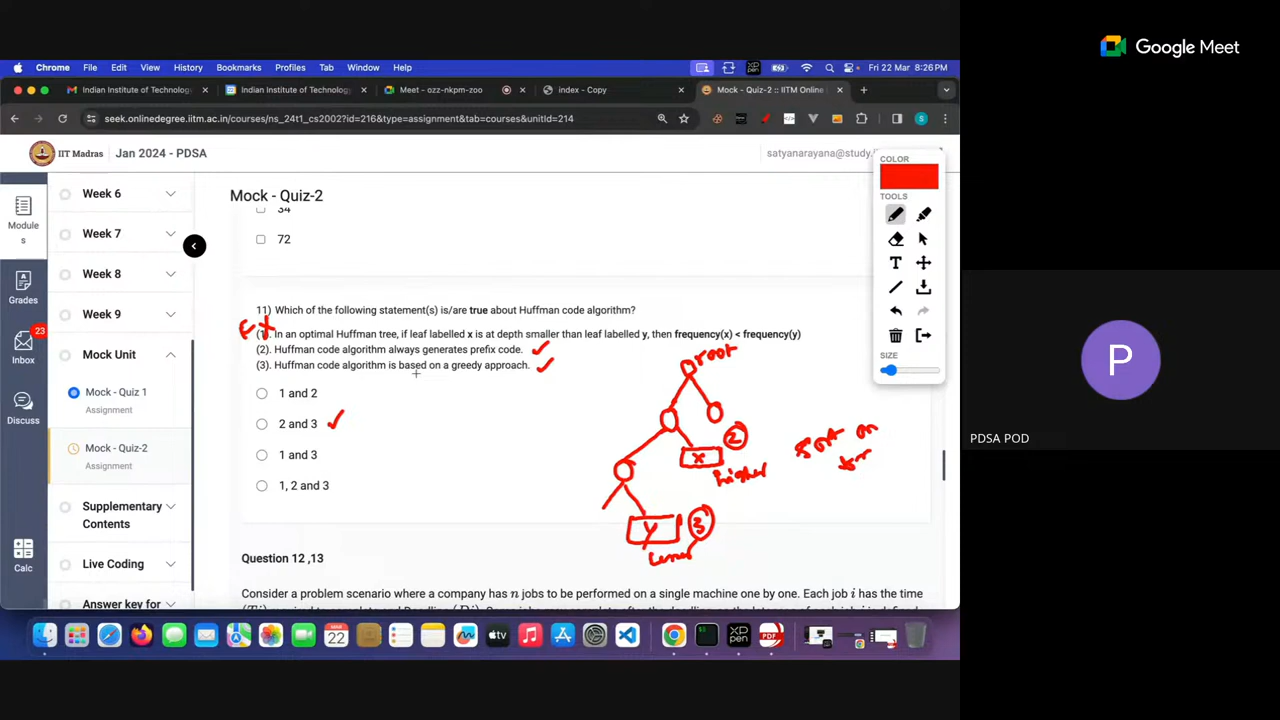 Google Meet
Chrome File Edit View History Bookmarks Profiles Tab Window Help
Fri 22 Mar 8:26 PM
Indian Institute of Technology
Indian Institute of Technology
Meet - ozz-nkpm-zoo
index - Copy
Mock - Quiz-2 :: IITM Online
seek.onlinedegree.iitm.ac.in/courses/ns_24t1_cs2002?id=216&type=assignment&tab=courses&unitId=214
IIT Madras
Jan 2024 - PDSA
satyanarayana@study.
COLOR
TOOLS
T
SIZE
Module
s
Grades
23
Inbox
Discuss
Calc
Week 6
Week 7
Week 8
Week 9
Mock Unit
Mock - Quiz 1
Assignment
Mock - Quiz-2
Assignment
Supplementary
Contents
Live Coding
Answer key for
Mock - Quiz-2
34
72
11) Which of the following statement(s) is/are true about Huffman code algorithm?
(1). In an optimal Huffman tree, if leaf labelled x is at depth smaller than leaf labelled y, then frequency(x) < frequency(y)
(2). Huffman code algorithm always generates prefix code.
(3). Huffman code algorithm is based on a greedy approach.
1 and 2
2 and 3
1 and 3
1, 2 and 3
root
2
x
higher
Y
3
on
Question 12 ,13
Consider a problem scenario where a company has n jobs to be performed on a single machine one by one. Each job i has the time
P
PDSA POD
22